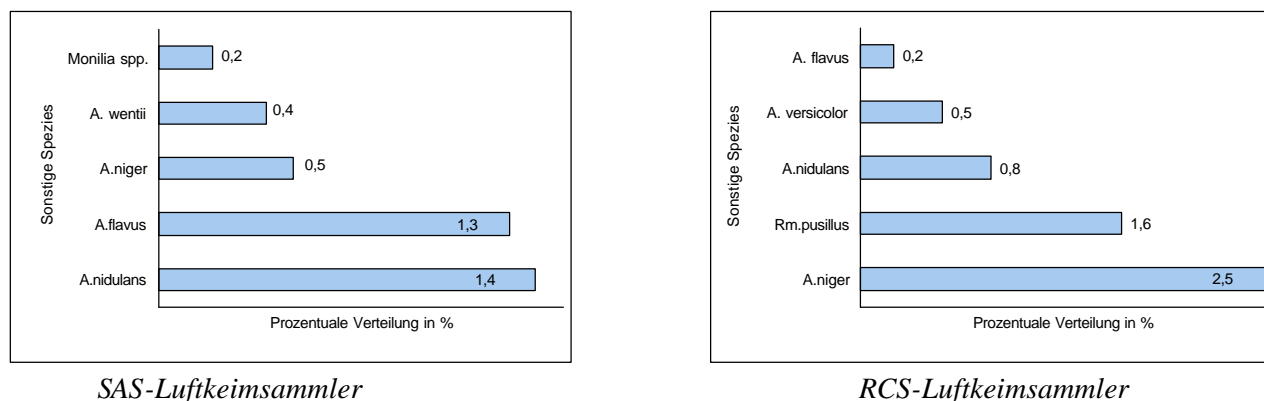 Sonstige Spezies
Monilia spp.
0,2
A. wentii
0,4
A.niger
0,5
A.flavus
1,3
A.nidulans
1,4
Prozentuale Verteilung in %
SAS-Luftkeimsammler
Sonstige Spezies
A. flavus
0,2
A. versicolor
0,5
A.nidulans
0,8
Rm.pusillus
1,6
A.niger
2,5
Prozentuale Verteilung in %
RCS-Luftkeimsammler